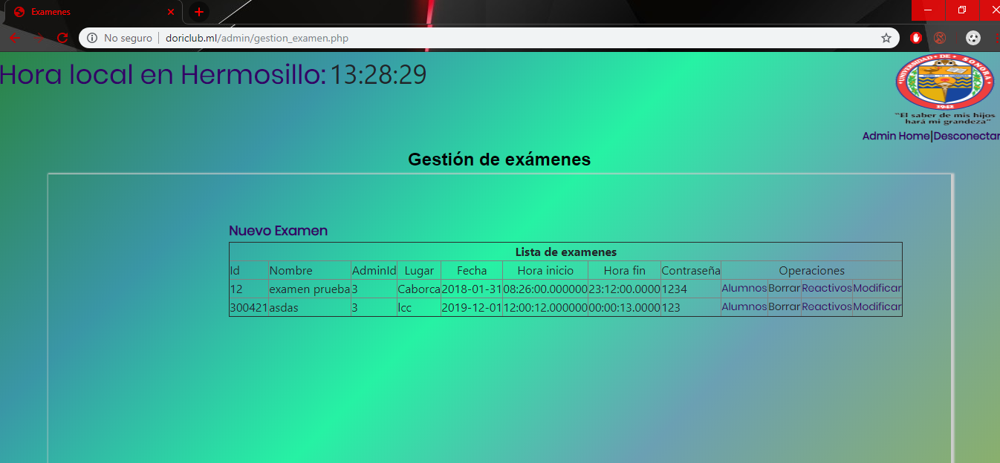 Examenes
No seguro | doriclub.ml/admin/gestion_examen.php
Hora local en Hermosillo: 13:28:29
UNIVERSIDAD DE SONORA
1942
"El saber de mis hijos
hará mi grandeza"
Admin Home|Desconectar
Gestión de exámenes
Nuevo Examen
Lista de examenes
Id Nombre AdminId Lugar Fecha Hora inicio Hora fin Contraseña Operaciones
12 examen prueba 3 Caborca 2018-01-31 08:26:00.000000 23:12:00.0000 1234 Alumnos Borrar Reactivos Modificar
300421 asdas 3 lcc 2019-12-01 12:00:12.000000 00:00:13.0000 123 Alumnos Borrar Reactivos Modificar